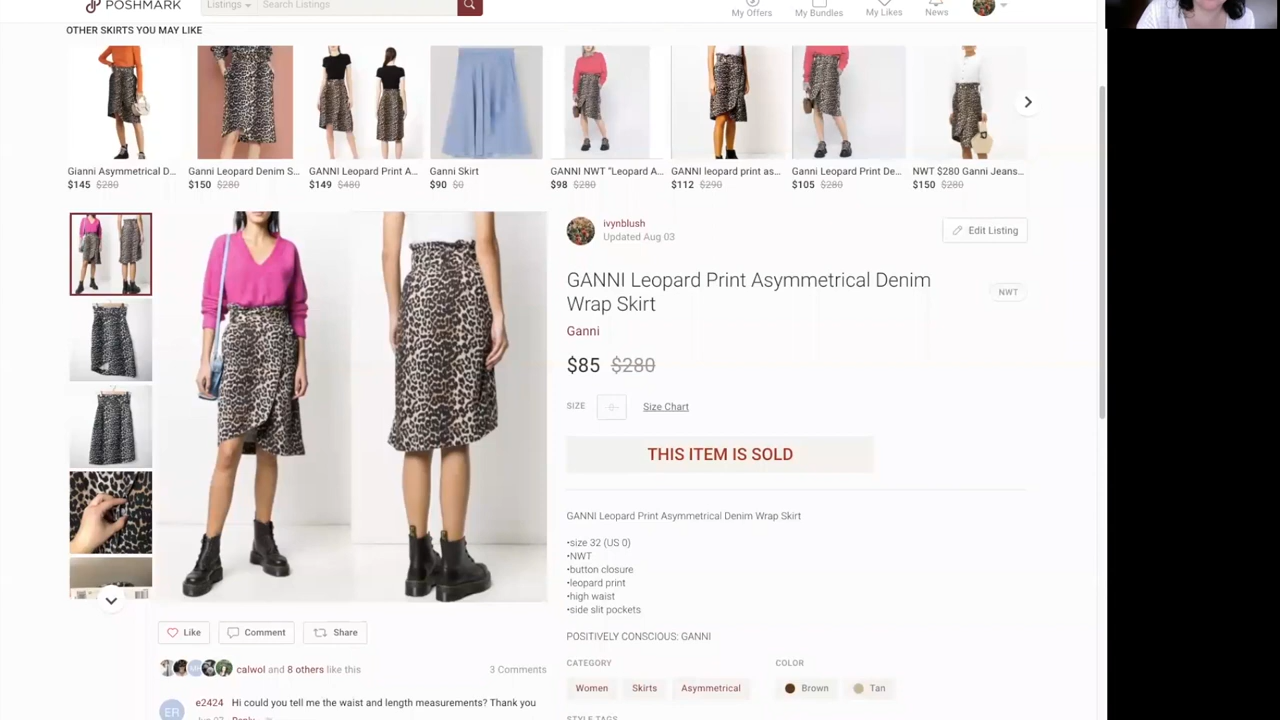 POSHMARK
Listings
Search Listings
My Offers
My Bundles
My Likes
News
OTHER SKIRTS YOU MAY LIKE
Gianni Asymmetrical D...
$145 $280
Ganni Leopard Denim S...
$150 $280
GANNI Leopard Print A...
$149 $480
Ganni Skirt
$90 $0
GANNI NWT “Leopard A...
$98 $280
GANNI leopard print as...
$112 $290
Ganni Leopard Print De...
$105 $280
NWT $280 Ganni Jeans...
$150 $280
ivynblush
Updated Aug 03
Edit Listing
GANNI Leopard Print Asymmetrical Denim
Wrap Skirt
NWT
Ganni
$85 $280
SIZE
Size Chart
THIS ITEM IS SOLD
GANNI Leopard Print Asymmetrical Denim Wrap Skirt
•size 32 (US 0)
•NWT
•button closure
•leopard print
•high waist
•side slit pockets
POSITIVELY CONSCIOUS: GANNI
Like
Comment
Share
calwol and 8 others like this
3 Comments
CATEGORY
COLOR
Women
Skirts
Asymmetrical
Brown
Tan
ER
e2424 Hi could you tell me the waist and length measurements? Thank you
Reply
STYLE TAGS